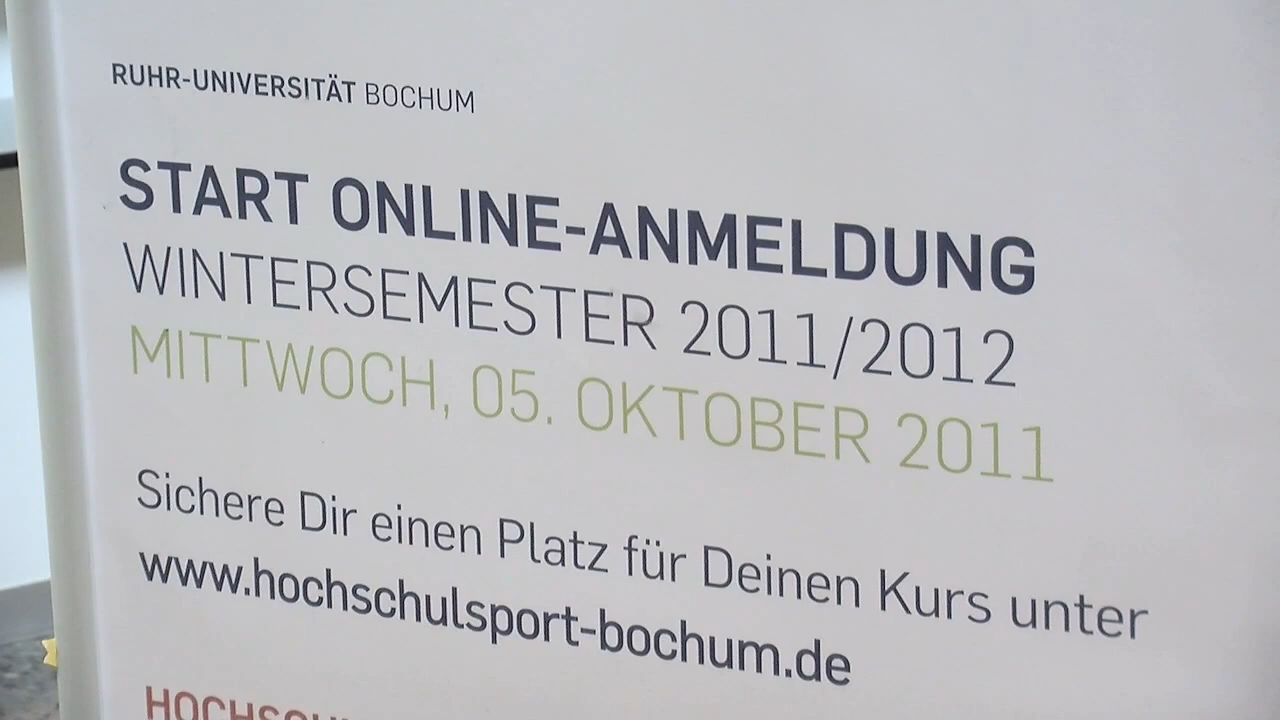 RUHR-UNIVERSITÄT BOCHUM
START ONLINE-ANMELDUNG
WINTERSEMESTER 2011/2012
MITTWOCH, 05. OKTOBER 2011
Sichere Dir einen Platz für Deinen Kurs unter
www.hochschulsport-bochum.de